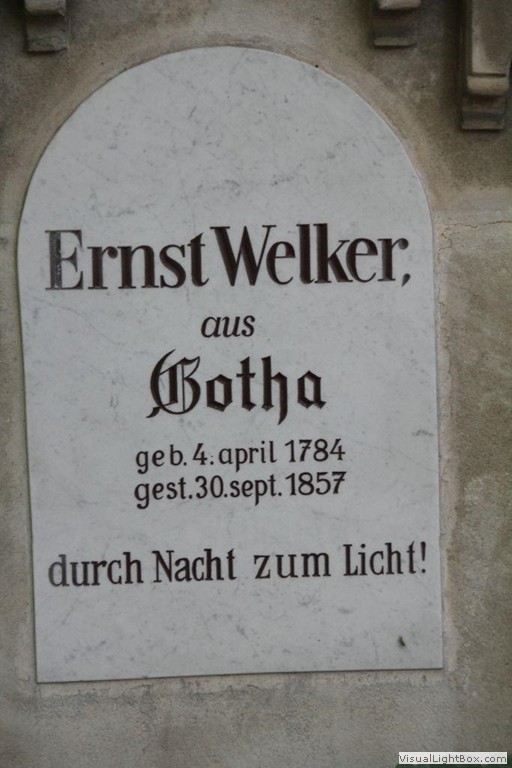 Ernst Welker,
aus
Gotha
geb. 4. april 1784
gest. 30. sept. 1857
durch Nacht zum Licht!
VisualLightBox.com